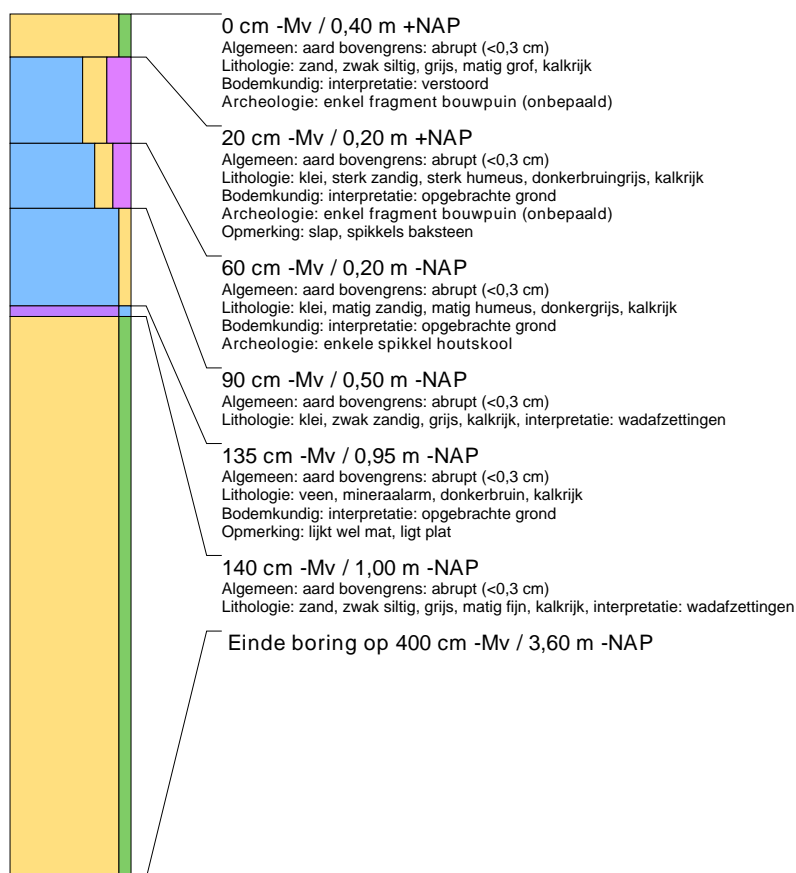 0 cm -Mv / 0,40 m +NAP
Algemeen: aard bovengrens: abrupt (<0,3 cm)
Lithologie: zand, zwak siltig, grijs, matig grof, kalkrijk
Bodemkundig: interpretatie: verstoord
Archeologie: enkel fragment bouwpuin (onbepaald)
20 cm -Mv / 0,20 m +NAP
Algemeen: aard bovengrens: abrupt (<0,3 cm)
Lithologie: klei, sterk zandig, sterk humeus, donkerbruingrijs, kalkrijk
Bodemkundig: interpretatie: opgebrachte grond
Archeologie: enkel fragment bouwpuin (onbepaald)
Opmerking: slap, spikkels baksteen
60 cm -Mv / 0,20 m -NAP
Algemeen: aard bovengrens: abrupt (<0,3 cm)
Lithologie: klei, matig zandig, matig humeus, donkergrijs, kalkrijk
Bodemkundig: interpretatie: opgebrachte grond
Archeologie: enkele spikkel houtskool
90 cm -Mv / 0,50 m -NAP
Algemeen: aard bovengrens: abrupt (<0,3 cm)
Lithologie: klei, zwak zandig, grijs, kalkrijk, interpretatie: wadafzettingen
135 cm -Mv / 0,95 m -NAP
Algemeen: aard bovengrens: abrupt (<0,3 cm)
Lithologie: veen, mineraalarm, donkerbruin, kalkrijk
Bodemkundig: interpretatie: opgebrachte grond
Opmerking: lijkt wel mat, ligt plat
140 cm -Mv / 1,00 m -NAP
Algemeen: aard bovengrens: abrupt (<0,3 cm)
Lithologie: zand, zwak siltig, grijs, matig fijn, kalkrijk, interpretatie: wadafzettingen
Einde boring op 400 cm -Mv / 3,60 m -NAP